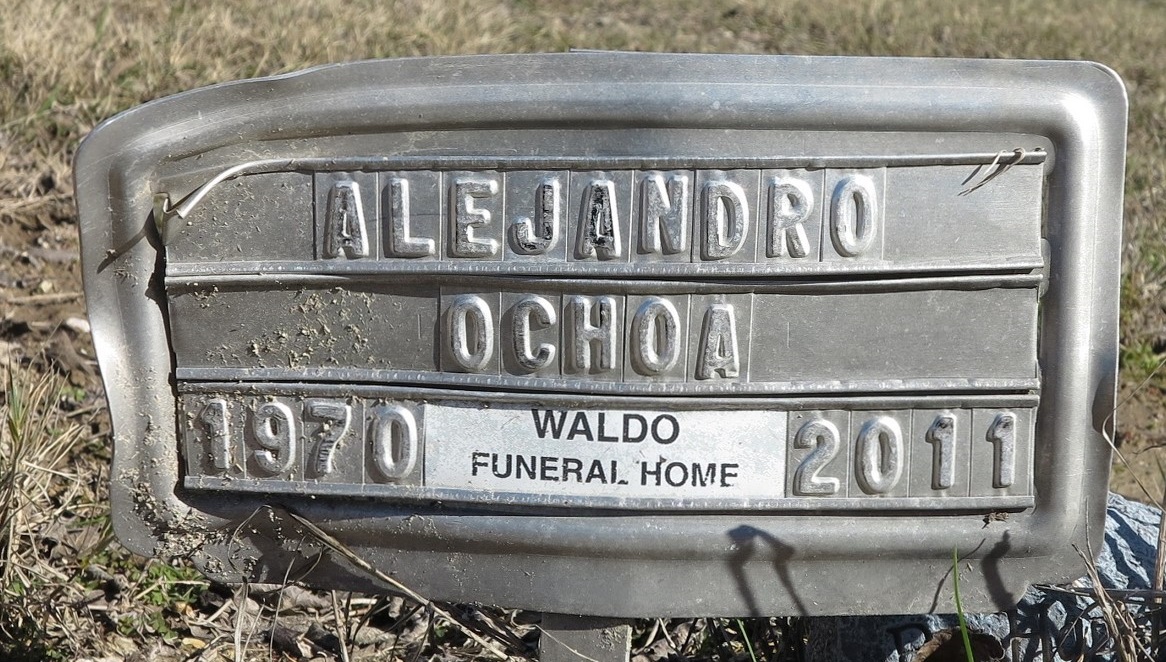 ALEJANDRO
OCHOA
1970 WALDO FUNERAL HOME 2011